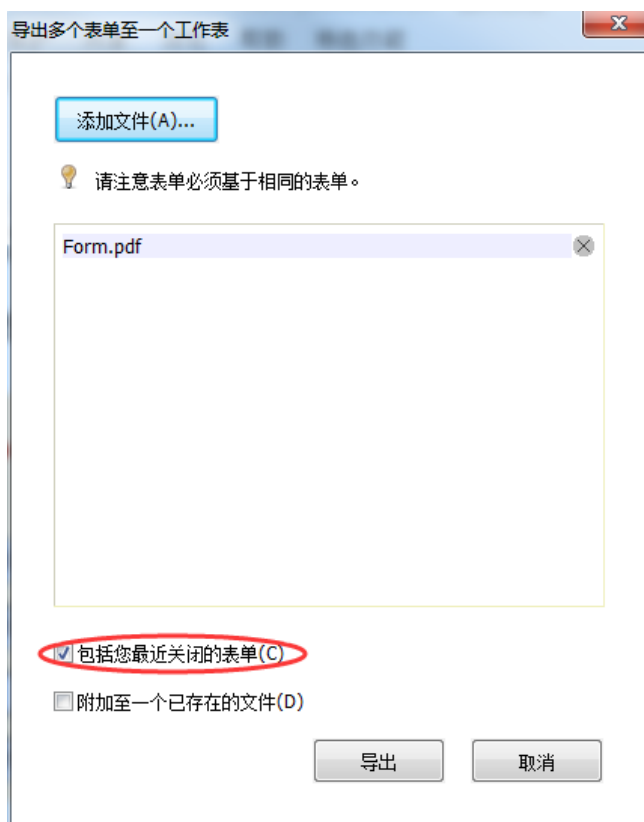 导出多个表单至一个工作表
添加文件(A)...
请注意表单必须基于相同的表单。
Form.pdf
包括您最近关闭的表单(C)
附加至一个已存在的文件(D)
导出 取消